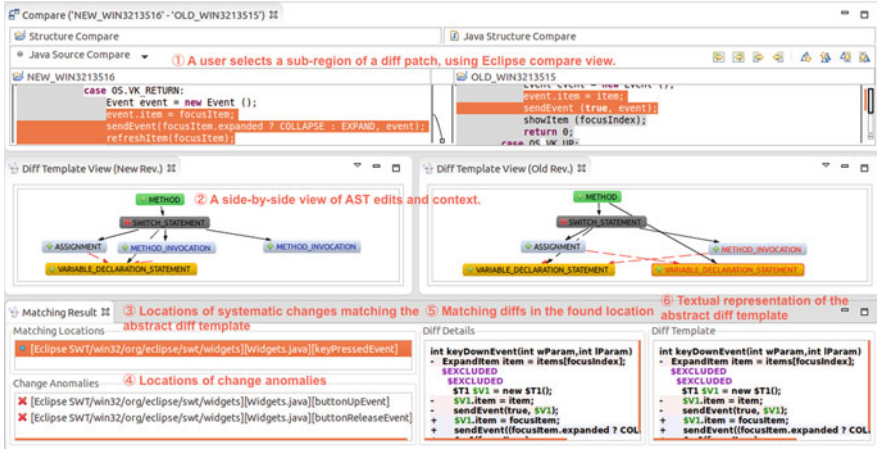 Compare ('NEW_WIN3213516' - 'OLD_WIN3213515')
Structure Compare
Java Structure Compare
Java Source Compare
① A user selects a sub-region of a diff patch, using Eclipse compare view.
NEW_WIN3213516
OLD_WIN3213515
case OS.VK_RETURN:
Event event = new Event ();
event.item = focusItem;
sendEvent(focusItem.expanded ? COLLAPSE : EXPAND, event);
refreshItem(focusItem);
Event event = new Event ();
event.item = item;
sendEvent (true, event);
showItem (focusIndex);
return 0;
case OS.VK_UP:
Diff Template View (New Rev.)
Diff Template View (Old Rev.)
② A side-by-side view of AST edits and context.
METHOD
SWITCH_STATEMENT
ASSIGNMENT
METHOD_INVOCATION
METHOD_INVOCATION
VARIABLE_DECLARATION_STATEMENT
METHOD
SWITCH_STATEMENT
ASSIGNMENT
METHOD_INVOCATION
VARIABLE_DECLARATION_STATEMENT
VARIABLE_DECLARATION_STATEMENT
Matching Result
③ Locations of systematic changes matching the
abstract diff template
⑤ Matching diffs in the found location
⑥ Textual representation of the
abstract diff template
Matching Locations
[Eclipse SWT/win32/org/eclipse/swt/widgets][Widgets.java][keyPressedEvent]
Change Anomalies
④ Locations of change anomalies
[Eclipse SWT/win32/org/eclipse/swt/widgets][Widgets.java][buttonUpEvent]
[Eclipse SWT/win32/org/eclipse/swt/widgets][Widgets.java][buttonReleaseEvent]
Diff Details
int keyDownEvent(int wParam,int lParam)
- ExpandItem item = items[focusIndex];
$EXCLUDED
$EXCLUDED
$T1 $V1 = new $T1();
- $V1.item = item;
- sendEvent(true, $V1);
+ $V1.item = focusItem;
+ sendEvent((focusItem.expanded ? COL
Diff Template
int keyDownEvent(int wParam,int lParam)
- ExpandItem item = items[focusIndex];
$EXCLUDED
$EXCLUDED
$T1 $V1 = new $T1();
- $V1.item = item;
- sendEvent(true, $V1);
+ $V1.item = focusItem;
+ sendEvent((focusItem.expanded ? COL